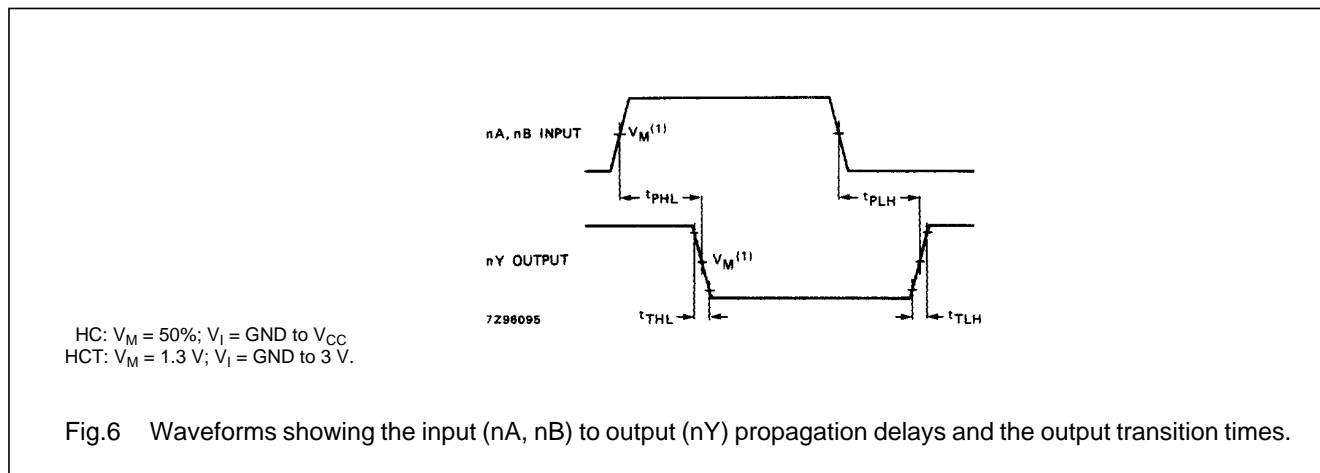 nA, nB INPUT
VM(1)
tPHL
tPLH
nY OUTPUT
VM(1)
tTHL
tTLH
7Z96095
HC: VM = 50%; VI = GND to VCC
HCT: VM = 1.3 V; VI = GND to 3 V.
Fig.6 Waveforms showing the input (nA, nB) to output (nY) propagation delays and the output transition times.